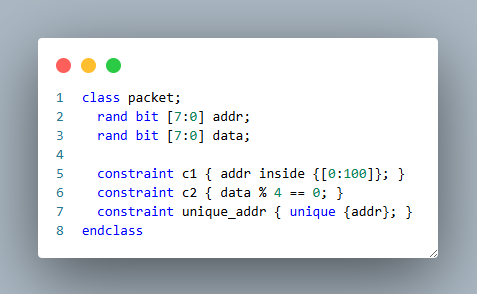 1 class packet;
2   rand bit [7:0] addr;
3   rand bit [7:0] data;
4
5   constraint c1 { addr inside {[0:100]}; }
6   constraint c2 { data % 4 == 0; }
7   constraint unique_addr { unique {addr}; }
8 endclass